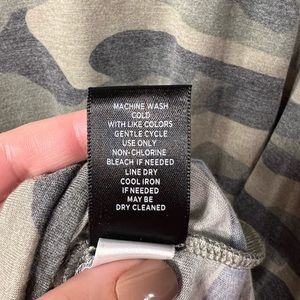 MACHINE WASH
COLD
WITH LIKE COLORS
GENTLE CYCLE
USE ONLY
NON-CHLORINE
BLEACH IF NEEDED
LINE DRY
COOL IRON
IF NEEDED
MAY BE
DRY CLEANED